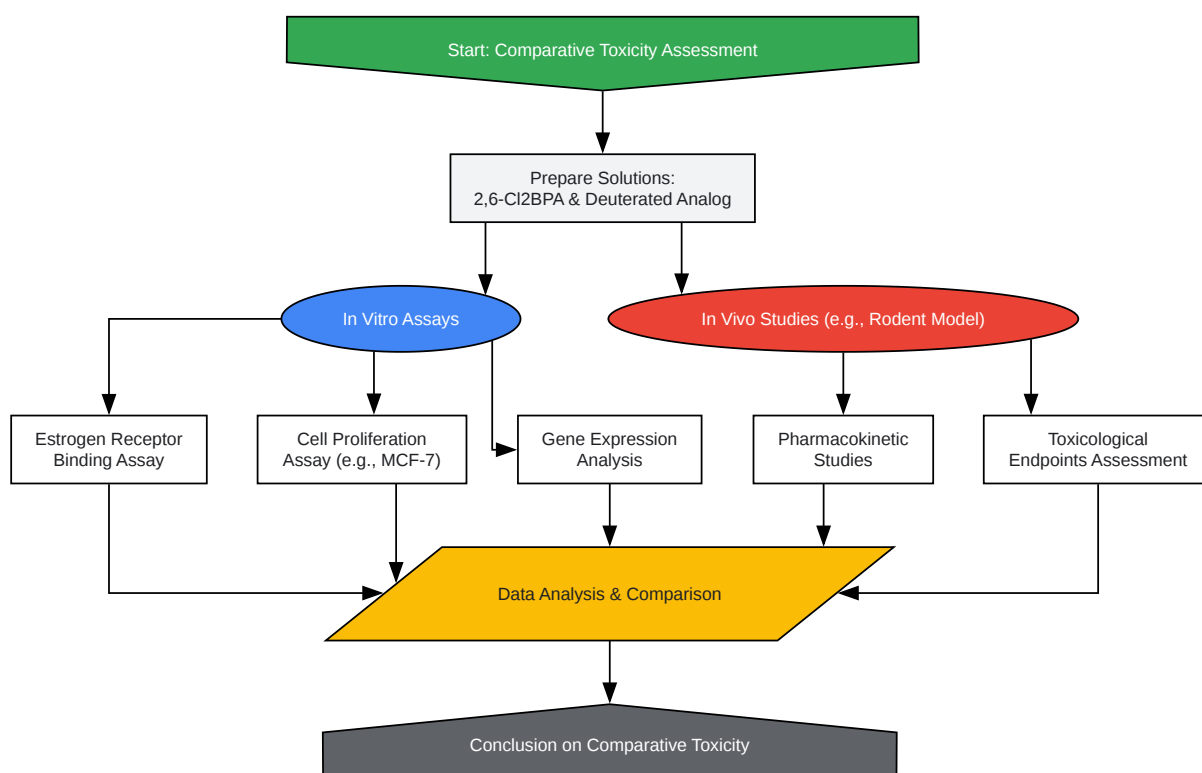 Start: Comparative Toxicity Assessment
Prepare Solutions:
2,6-Cl2BPA & Deuterated Analog
In Vitro Assays
In Vivo Studies (e.g., Rodent Model)
Estrogen Receptor
Binding Assay
Cell Proliferation
Assay (e.g., MCF-7)
Gene Expression
Analysis
Pharmacokinetic
Studies
Toxicological
Endpoints Assessment
Data Analysis & Comparison
Conclusion on Comparative Toxicity